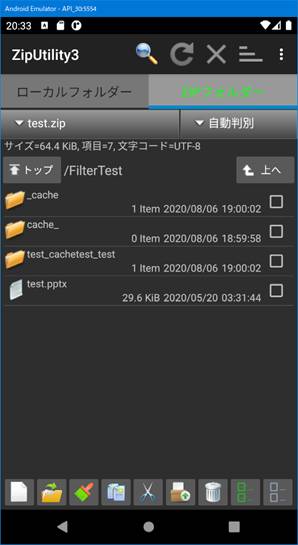 Android Emulator - API_30:5554
20:33
ZipUtility3
ローカルフォルダー
ZIPフォルダー
test.zip
自動判別
サイズ=64.4 KiB, 項目=7, 文字コード=UTF-8
トップ /FilterTest 上へ
_cache
1 Item 2020/08/06 19:00:02
cache_
0 Item 2020/08/06 18:59:58
test_cachetest_test
1 Item 2020/08/06 19:00:02
test.pptx
29.6 KiB 2020/05/20 03:31:44